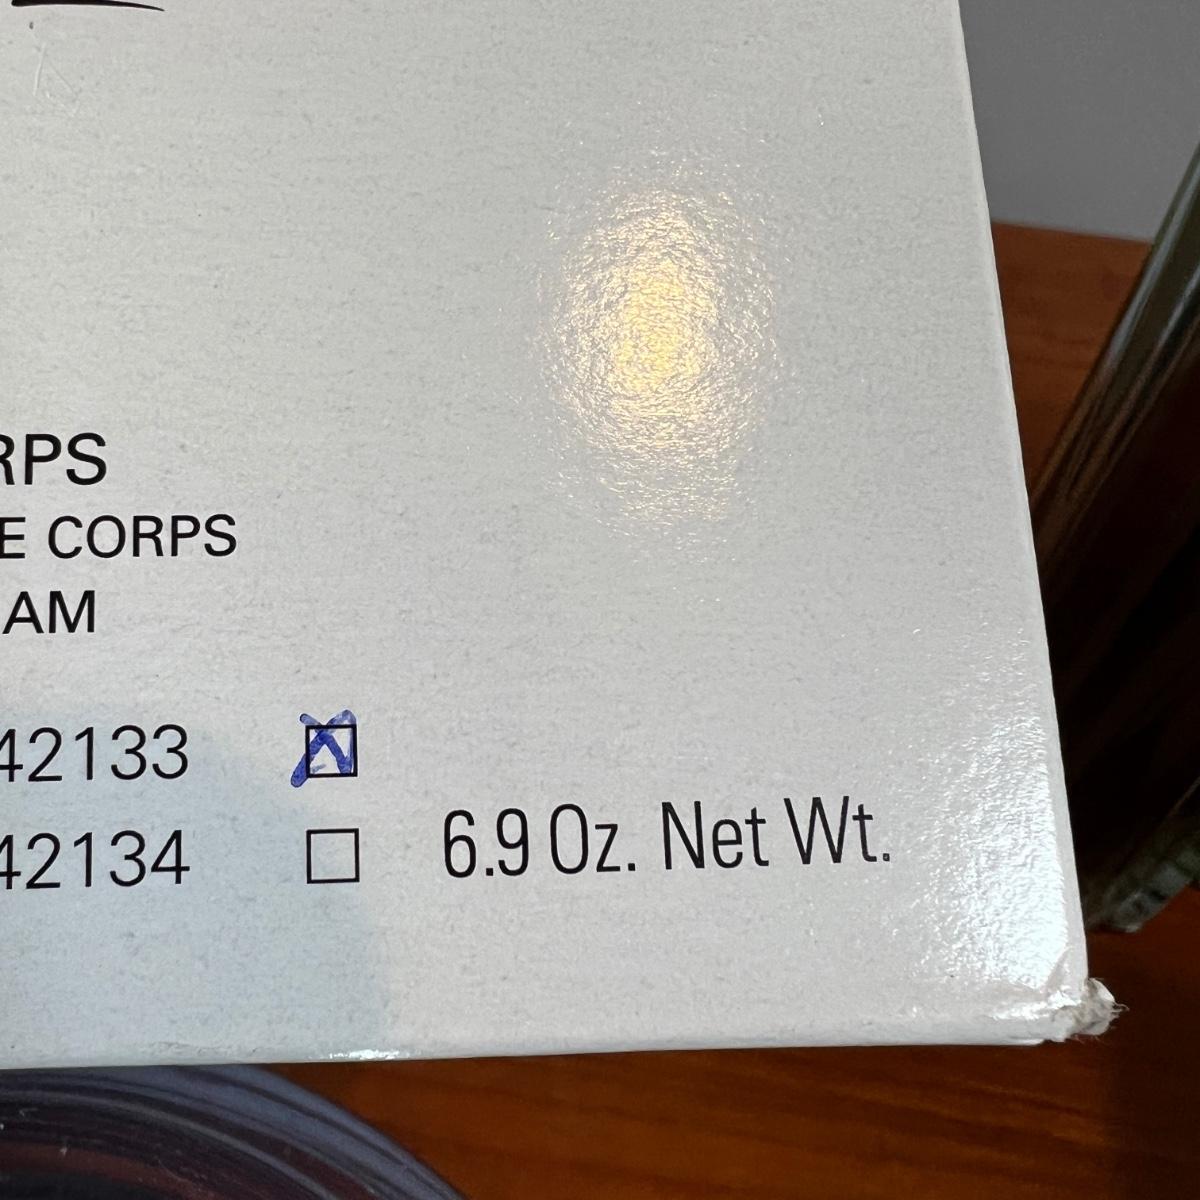 RPS
E CORPS
AM
42133
42134
6.9 Oz. Net Wt.